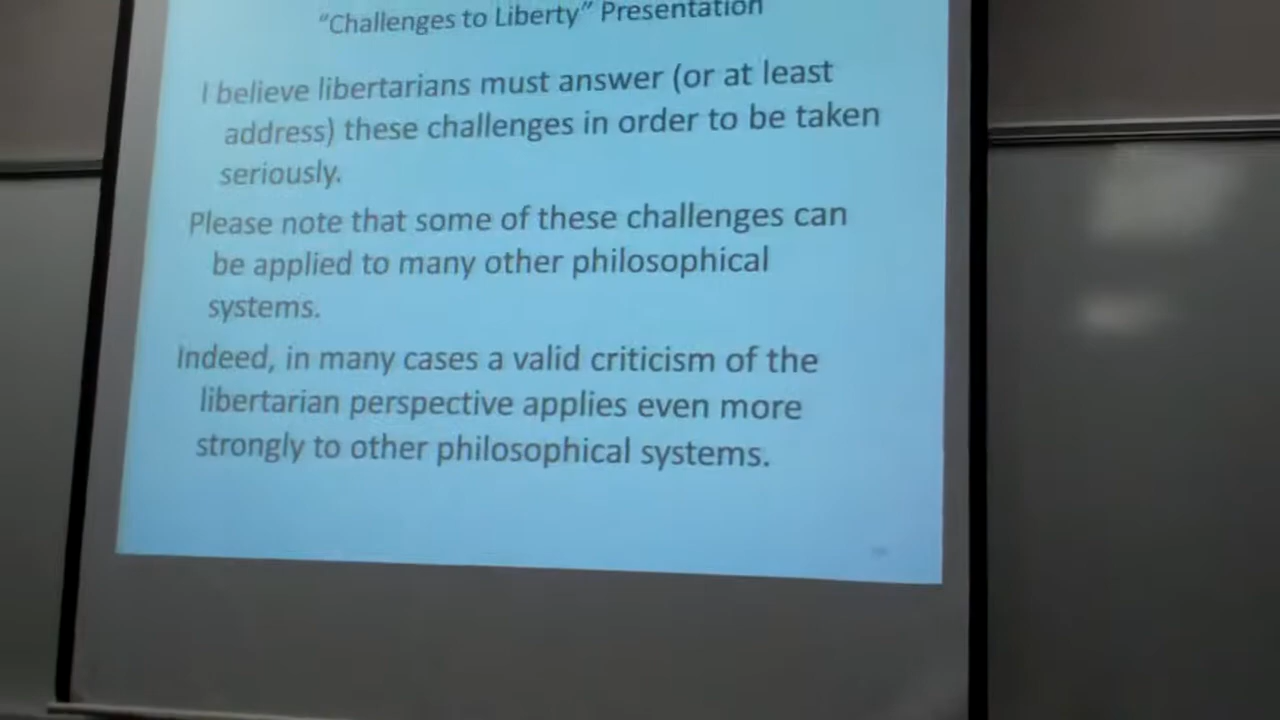 “Challenges to Liberty” Presentation
I believe libertarians must answer (or at least
address) these challenges in order to be taken
seriously.
Please note that some of these challenges can
be applied to many other philosophical
systems.
Indeed, in many cases a valid criticism of the
libertarian perspective applies even more
strongly to other philosophical systems.